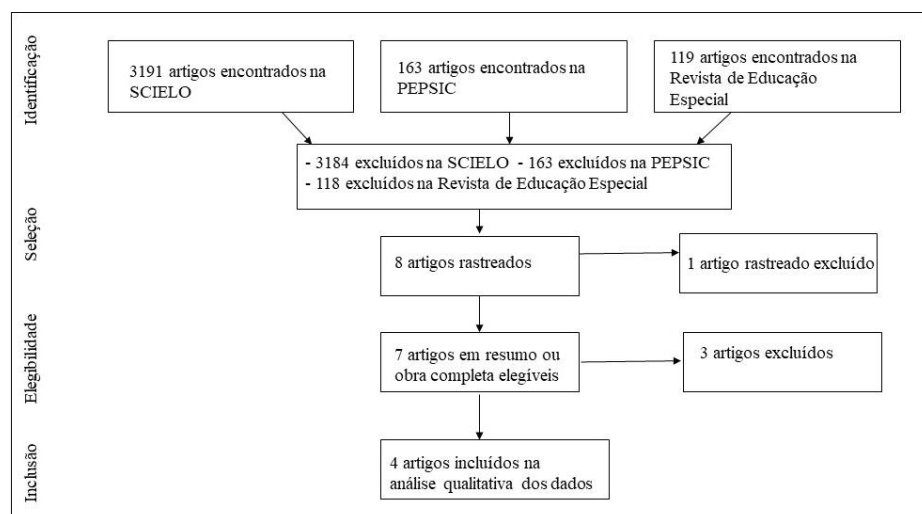 Identificação
3191 artigos encontrados na
SCIELO
163 artigos encontrados na
PEPSIC
119 artigos encontrados na
Revista de Educação
Especial
- 3184 excluídos na SCIELO - 163 excluídos na PEPSIC
- 118 excluídos na Revista de Educação Especial
Seleção
8 artigos rastreados
1 artigo rastreado excluído
Elegibilidade
7 artigos em resumo ou
obra completa elegíveis
3 artigos excluídos
Inclusão
4 artigos incluídos na
análise qualitativa dos dados